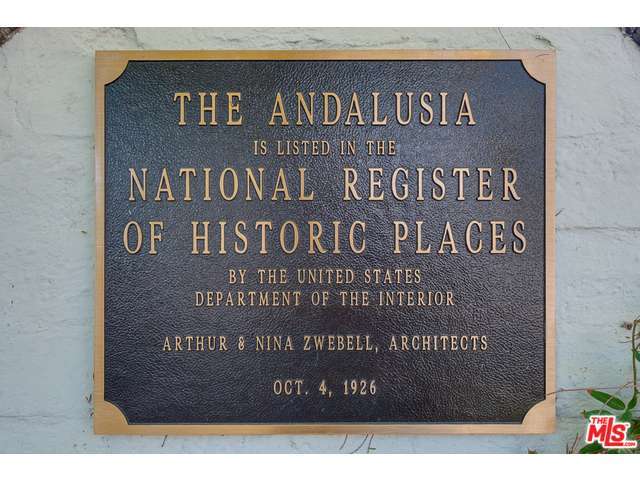 THE ANDALUSIA
IS LISTED IN THE
NATIONAL REGISTER
OF HISTORIC PLACES
BY THE UNITED STATES
DEPARTMENT OF THE INTERIOR
ARTHUR & NINA ZWEBELL, ARCHITECTS
OCT. 4, 1926
THE
MLS